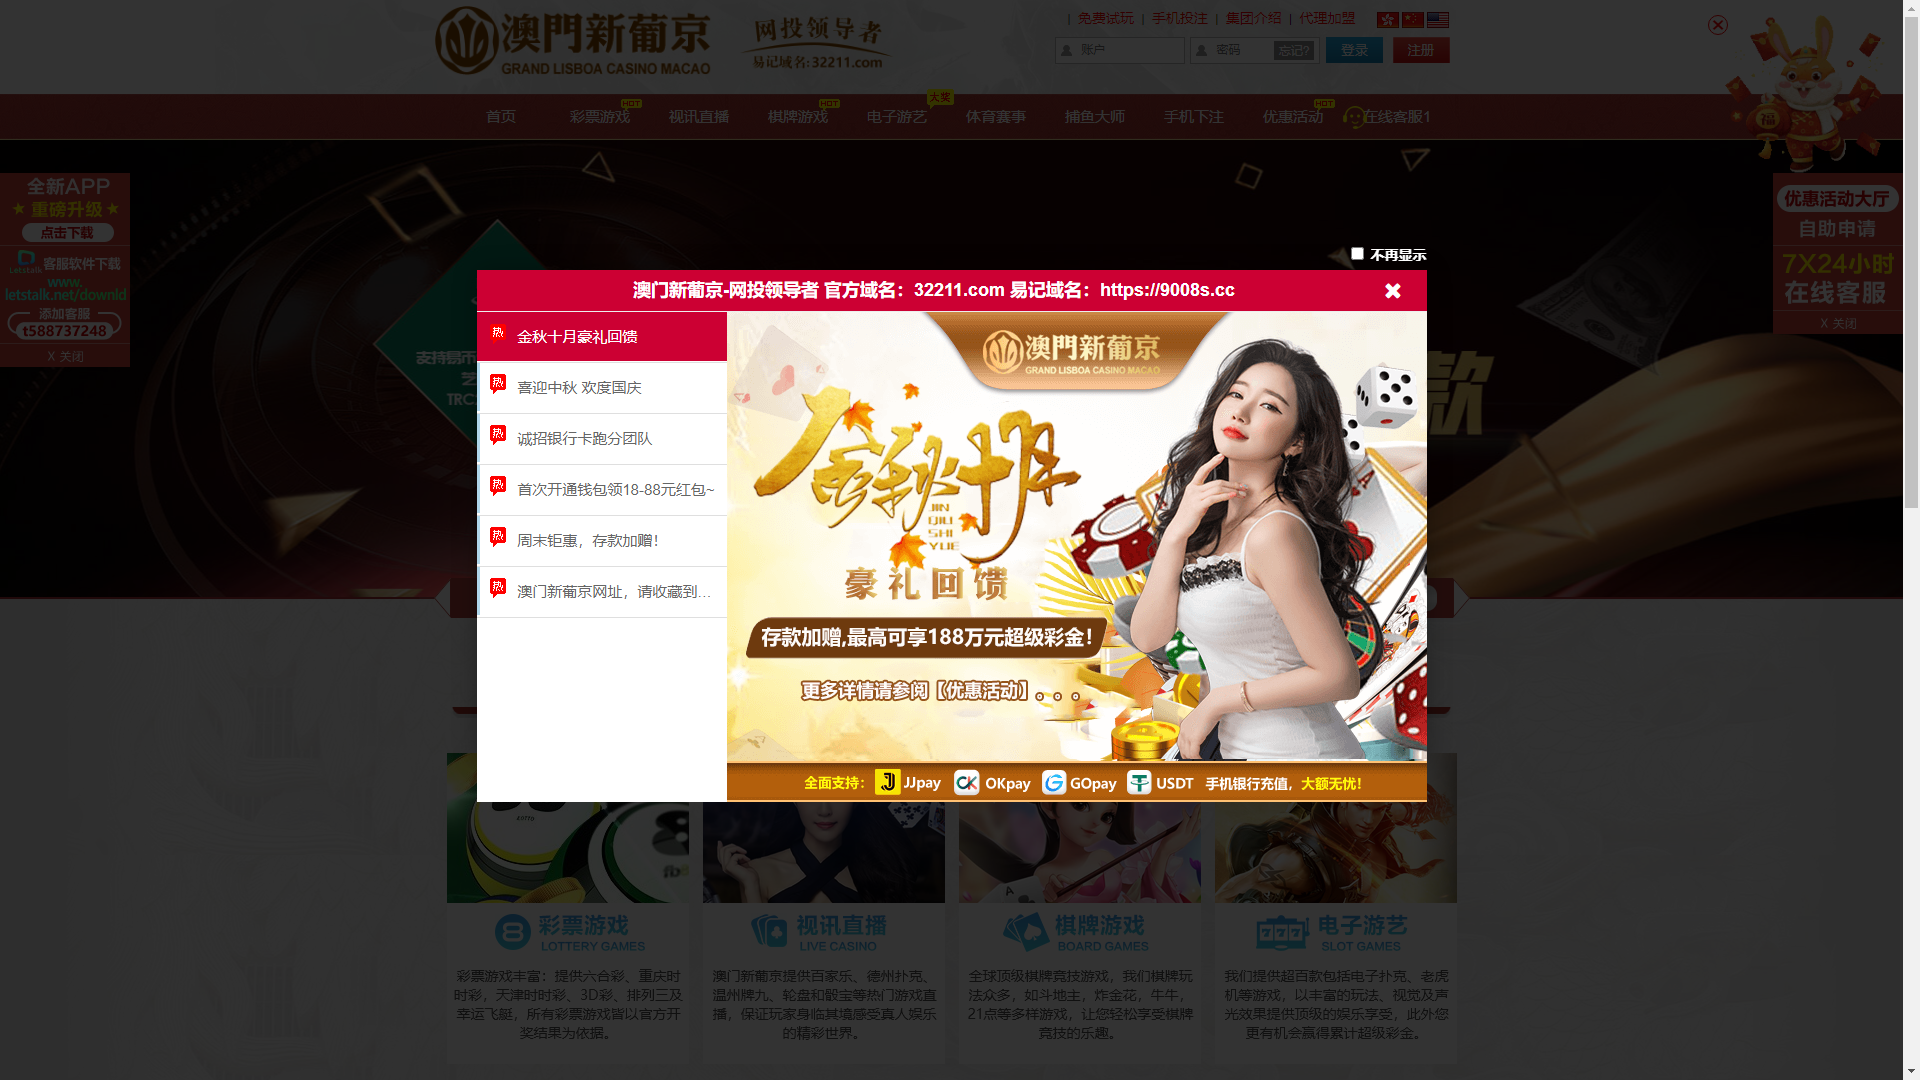 澳門新葡京
GRAND LISBOA CASINO MACAO
网投领导者
易记域名:32211.com
免费试玩 | 手机投注 | 集团介绍 | 代理加盟
账户
密码
忘记?
登录
注册
首页
彩票游戏
HOT
视讯直播
棋牌游戏
HOT
电子游艺
大奖
体育赛事
捕鱼大师
手机下注
优惠活动
HOT
在线客服1
福
全新APP
★ 重磅升级 ★
点击下载
Letstalk
客服软件下载
www.
letstalk.net/downld
添加客服
t588737248
X 关闭
优惠活动大厅
自助申请
7X24小时
在线客服
X 关闭
不再显示
澳门新葡京-网投领导者 官方域名：32211.com 易记域名：https://9008s.cc
热 金秋十月豪礼回馈
热 喜迎中秋 欢度国庆
热 诚招银行卡跑分团队
热 首次开通钱包领18-88元红包~
热 周末钜惠，存款加赠！
热 澳门新葡京网址，请收藏到...
澳門新葡京
GRAND LISBOA CASINO MACAO
金秋十月
JIN
QIU
SHI
YUE
豪礼回馈
存款加赠,最高可享188万元超级彩金！
更多详情请参阅【优惠活动】。。。
全面支持： JJpay OKpay GOpay USDT 手机银行充值，大额无忧！
支持易币
艺
TRC
款
彩票游戏
LOTTERY GAMES
彩票游戏丰富：提供六合彩、重庆时
时彩，天津时时彩、3D彩、排列三及
幸运飞艇，所有彩票游戏皆以官方开
奖结果为依据。
视讯直播
LIVE CASINO
澳门新葡京提供百家乐、德州扑克、
温州牌九、轮盘和骰宝等热门游戏直
播，保证玩家身临其境感受真人娱乐
的精彩世界。
棋牌游戏
BOARD GAMES
全球顶级棋牌竞技游戏，我们棋牌玩
法众多，如斗地主，炸金花，牛牛，
21点等多样游戏，让您轻松享受棋牌
竞技的乐趣。
电子游艺
SLOT GAMES
我们提供超百款包括电子扑克、老虎
机等游戏，以丰富的玩法、视觉及声
光效果提供顶级的娱乐享受，此外您
更有机会赢得累计超级彩金。